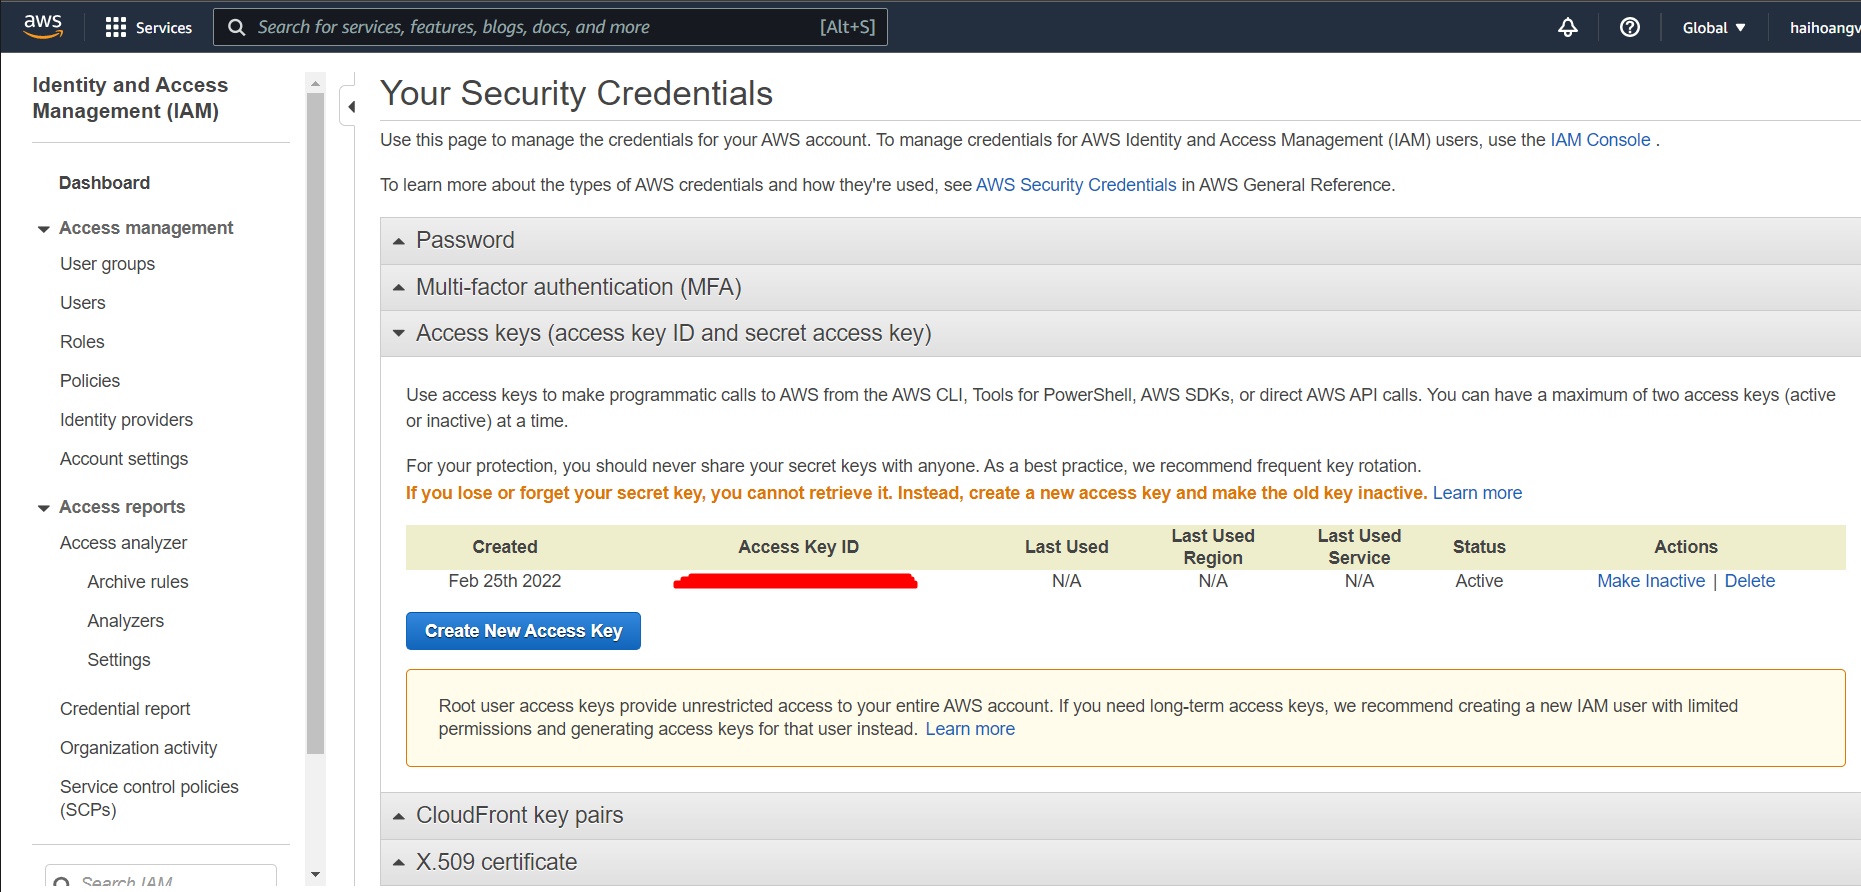 aws
Services
Search for services, features, blogs, docs, and more
[Alt+S]
Global
haihoangv
Identity and Access
Management (IAM)
Dashboard
Access management
User groups
Users
Roles
Policies
Identity providers
Account settings
Access reports
Access analyzer
Archive rules
Analyzers
Settings
Credential report
Organization activity
Service control policies
(SCPs)
Search IAM
Your Security Credentials
Use this page to manage the credentials for your AWS account. To manage credentials for AWS Identity and Access Management (IAM) users, use the IAM Console .
To learn more about the types of AWS credentials and how they're used, see AWS Security Credentials in AWS General Reference.
Password
Multi-factor authentication (MFA)
Access keys (access key ID and secret access key)
Use access keys to make programmatic calls to AWS from the AWS CLI, Tools for PowerShell, AWS SDKs, or direct AWS API calls. You can have a maximum of two access keys (active
or inactive) at a time.
For your protection, you should never share your secret keys with anyone. As a best practice, we recommend frequent key rotation.
If you lose or forget your secret key, you cannot retrieve it. Instead, create a new access key and make the old key inactive. Learn more
Created Access Key ID Last Used Last Used Region Last Used Service Status Actions
Feb 25th 2022 N/A N/A N/A Active Make Inactive | Delete
Create New Access Key
Root user access keys provide unrestricted access to your entire AWS account. If you need long-term access keys, we recommend creating a new IAM user with limited
permissions and generating access keys for that user instead. Learn more
CloudFront key pairs
X.509 certificate